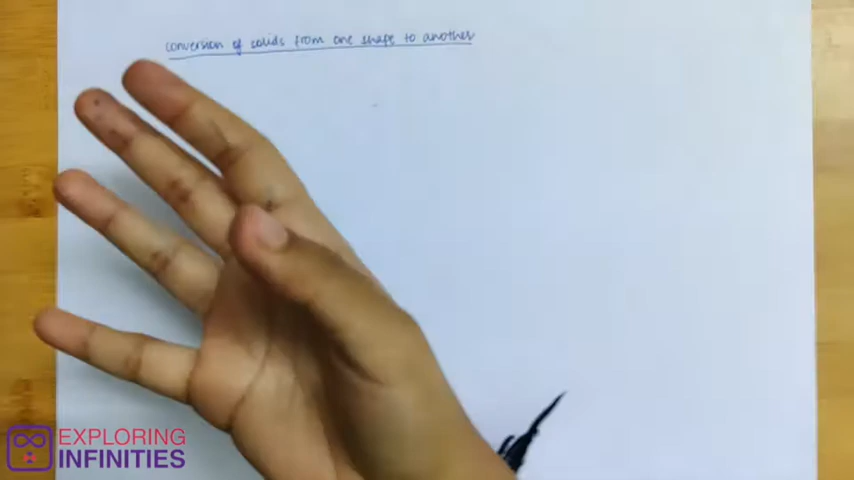 conversion of solids from one shape to another
EXPLORING
INFINITIES